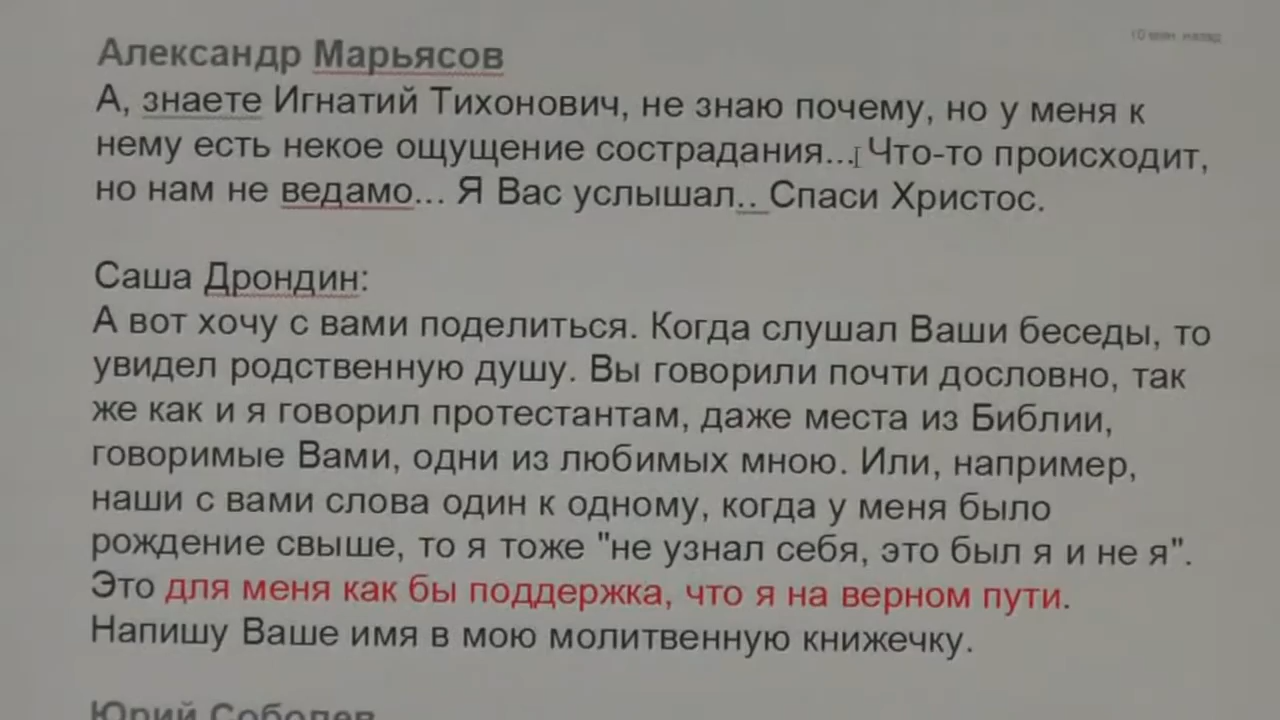 10 мин. назад
Александр Марьясов
А, знаете Игнатий Тихонович, не знаю почему, но у меня к
нему есть некое ощущение сострадания... Что-то происходит,
но нам не ведамо... Я Вас услышал.. Спаси Христос.
Саша Дрондин:
А вот хочу с вами поделиться. Когда слушал Ваши беседы, то
увидел родственную душу. Вы говорили почти дословно, так
же как и я говорил протестантам, даже места из Библии,
говоримые Вами, одни из любимых мною. Или, например,
наши с вами слова один к одному, когда у меня было
рождение свыше, то я тоже "не узнал себя, это был я и не я".
Это для меня как бы поддержка, что я на верном пути.
Напишу Ваше имя в мою молитвенную книжечку.
Юрий Соболев